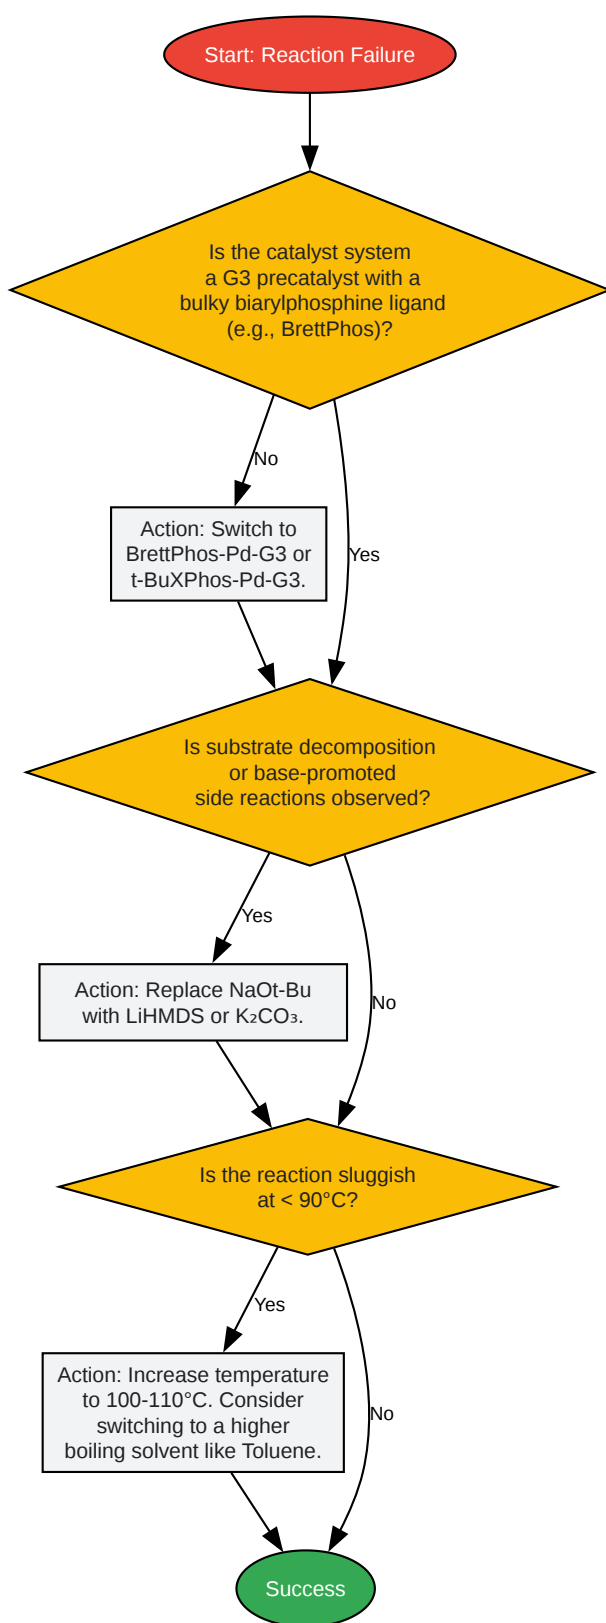 Start: Reaction Failure
Is the catalyst system
a G3 precatalyst with a
bulky biarylphosphine ligand
(e.g., BrettPhos)?
No
Action: Switch to
BrettPhos-Pd-G3 or
t-BuXPhos-Pd-G3.
Yes
Is substrate decomposition
or base-promoted
side reactions observed?
Yes
Action: Replace NaOt-Bu
with LiHMDS or K₂CO₃.
No
Is the reaction sluggish
at < 90°C?
Yes
Action: Increase temperature
to 100-110°C. Consider
switching to a higher
boiling solvent like Toluene.
No
Success